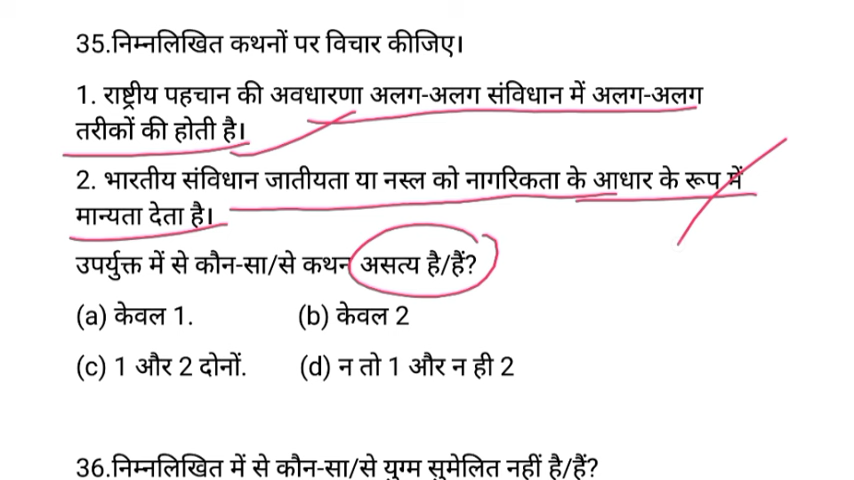 35.निम्नलिखित कथनों पर विचार कीजिए।
1. राष्ट्रीय पहचान की अवधारणा अलग-अलग संविधान में अलग-अलग
तरीकों की होती है।
2. भारतीय संविधान जातीयता या नस्ल को नागरिकता के आधार के रूप में
मान्यता देता है।
उपर्युक्त में से कौन-सा/से कथन असत्य है/हैं?
(a) केवल 1. (b) केवल 2
(c) 1 और 2 दोनों. (d) न तो 1 और न ही 2
36.निम्नलिखित में से कौन-सा/से युग्म सुमेलित नहीं है/हैं?